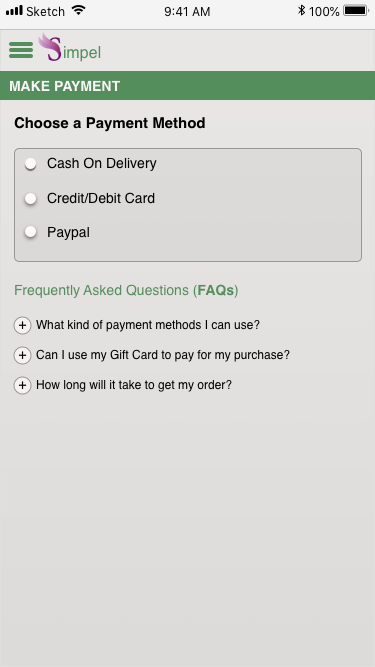 Sketch 9:41 AM 100%
Simpel
MAKE PAYMENT
Choose a Payment Method
Cash On Delivery
Credit/Debit Card
Paypal
Frequently Asked Questions (FAQs)
What kind of payment methods I can use?
Can I use my Gift Card to pay for my purchase?
How long will it take to get my order?